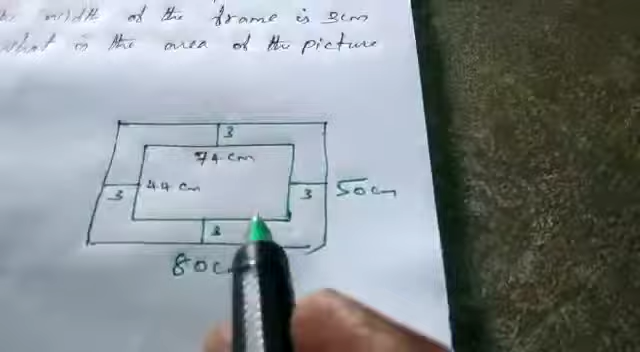 he width of the frame is 3cm
what is the area of the picture
3
74 cm
44 cm
3
3
50cm
3
80c